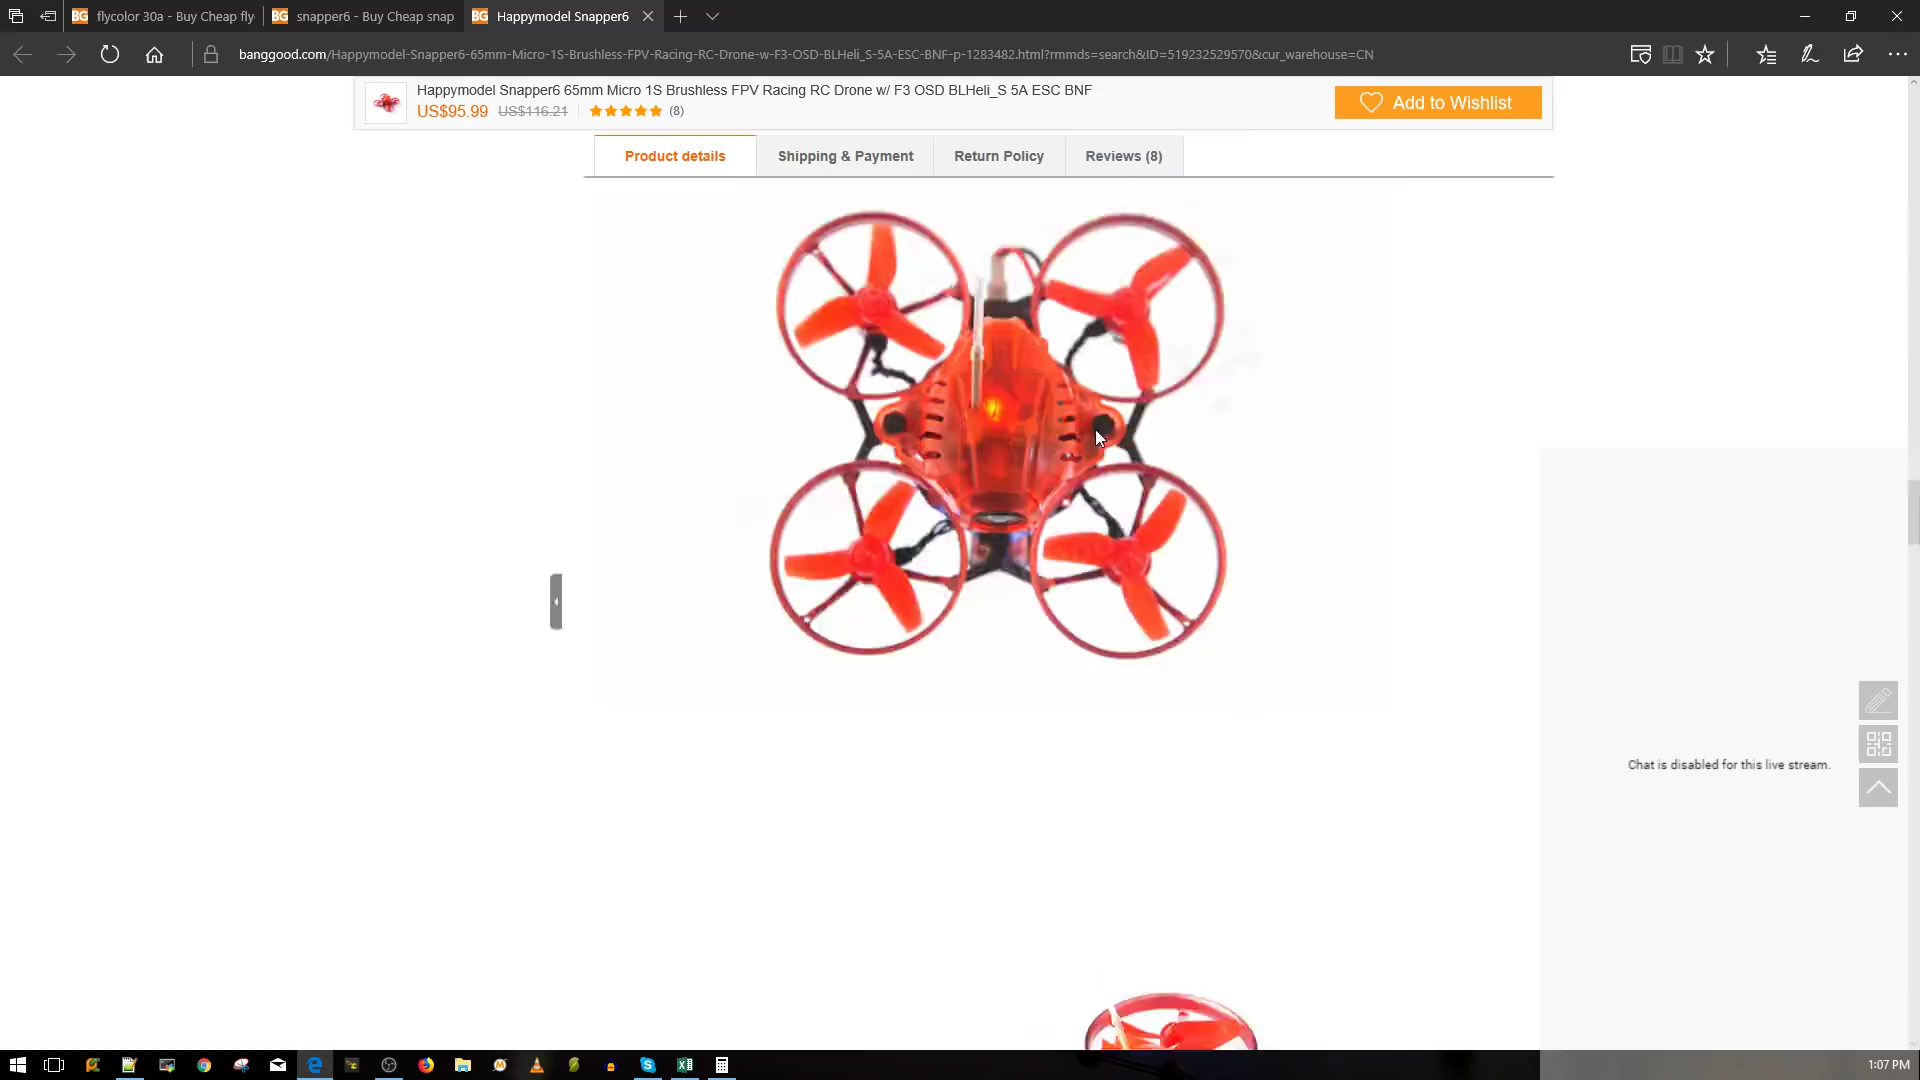 BG flycolor 30a - Buy Cheap fly
BG snapper6 - Buy Cheap snap
BG Happymodel Snapper6
banggood.com/Happymodel-Snapper6-65mm-Micro-1S-Brushless-FPV-Racing-RC-Drone-w-F3-OSD-BLHeli_S-5A-ESC-BNF-p-1283482.html?rmmds=search&ID=519232529570&cur_warehouse=CN
Happymodel Snapper6 65mm Micro 1S Brushless FPV Racing RC Drone w/ F3 OSD BLHeli_S 5A ESC BNF
US$95.99 US$116.21 (8)
Add to Wishlist
Product details
Shipping & Payment
Return Policy
Reviews (8)
Chat is disabled for this live stream.
1:07 PM